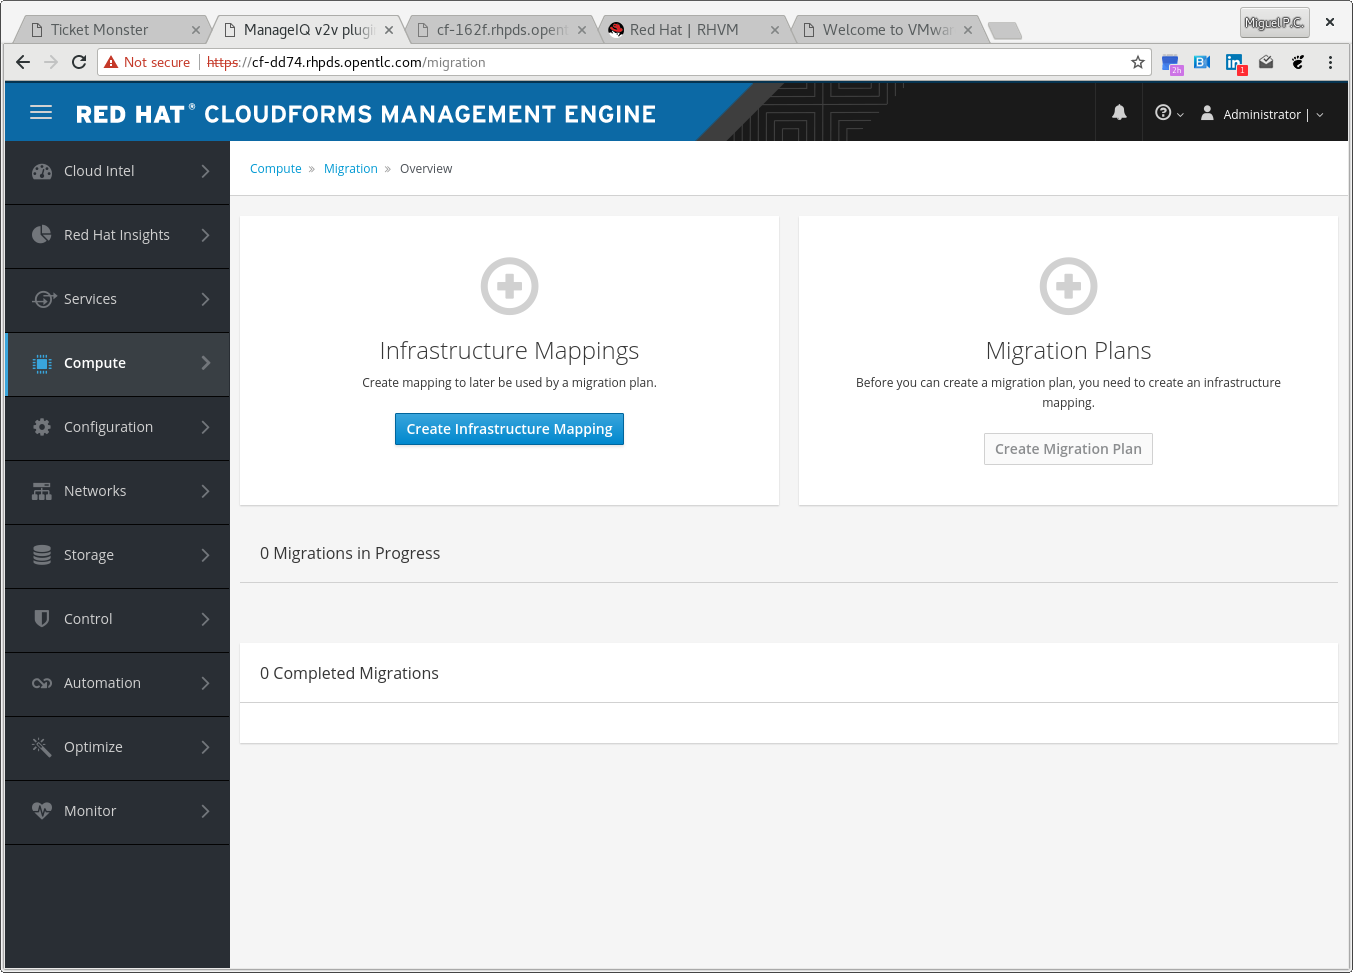 Ticket Monster
ManageIQ v2v plugi
cf-162f.rhpds.opent
Red Hat | RHVM
Welcome to VMwar
Miguel P.C.
Not secure
https://cf-dd74.rhpds.opentlc.com/migration
2h
B
in
1
RED HAT® CLOUDFORMS MANAGEMENT ENGINE
Administrator |
Cloud Intel
Red Hat Insights
Services
Compute
Configuration
Networks
Storage
Control
Automation
Optimize
Monitor
Compute » Migration » Overview
Infrastructure Mappings
Create mapping to later be used by a migration plan.
Create Infrastructure Mapping
Migration Plans
Before you can create a migration plan, you need to create an infrastructure
mapping.
Create Migration Plan
0 Migrations in Progress
0 Completed Migrations